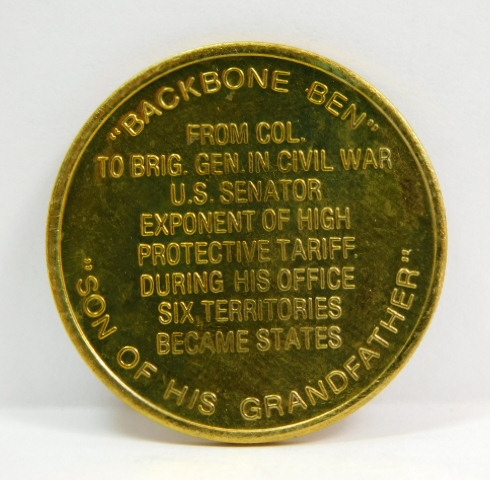 "BACKBONE BEN"
FROM COL.
TO BRIG. GEN. IN CIVIL WAR
U.S. SENATOR
EXPONENT OF HIGH
PROTECTIVE TARIFF.
DURING HIS OFFICE
SIX TERRITORIES
BECAME STATES
"SON OF HIS GRANDFATHER"